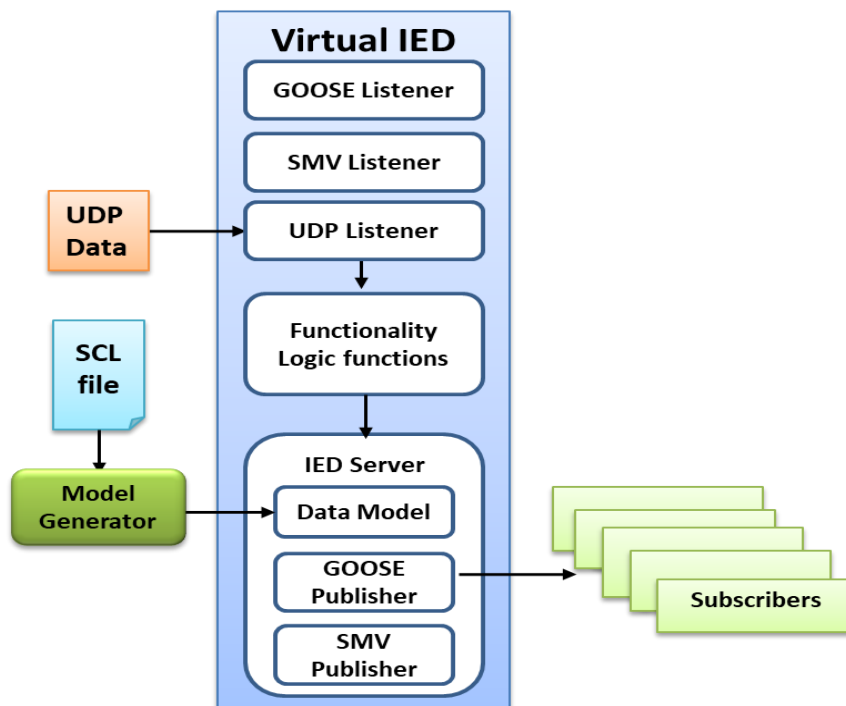 Virtual IED
GOOSE Listener
SMV Listener
UDP
Data
UDP Listener
Functionality
Logic functions
SCL
file
IED Server
Model
Generator
Data Model
GOOSE
Publisher
Subscribers
SMV
Publisher